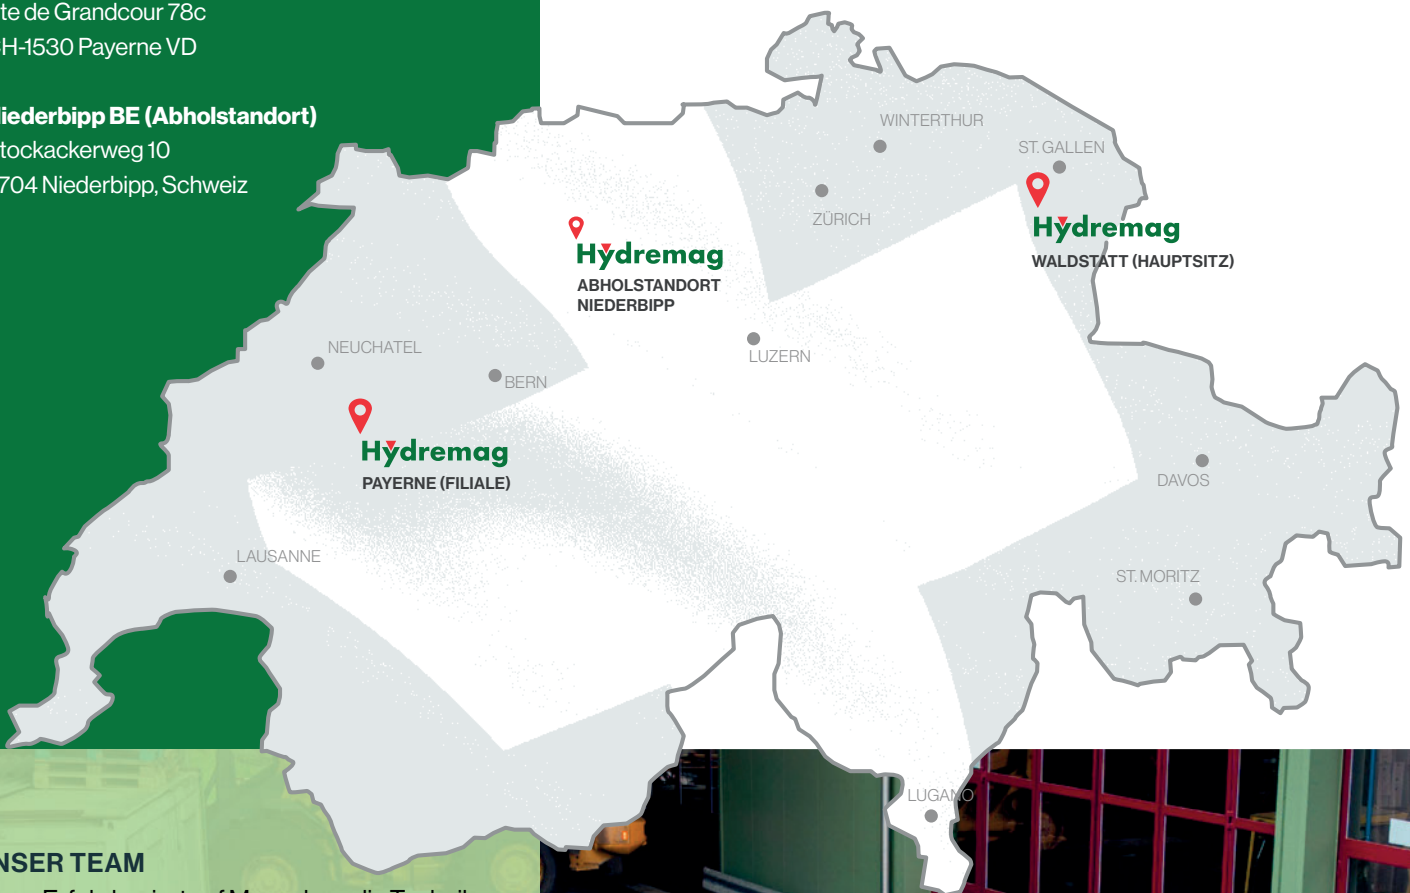 te de Grandcour 78c
H-1530 Payerne VD
iederbipp BE (Abholstandort)
tockackerweg 10
704 Niederbipp, Schweiz
WINTERTHUR
ST. GALLEN
ZÜRICH
Hydremag
WALDSTATT (HAUPTSITZ)
Hydremag
ABHOLSTANDORT
NIEDERBIPP
LUZERN
NEUCHATEL
BERN
Hydremag
PAYERNE (FILIALE)
DAVOS
LAUSANNE
ST. MORITZ
LUGANO
NSER TEAM